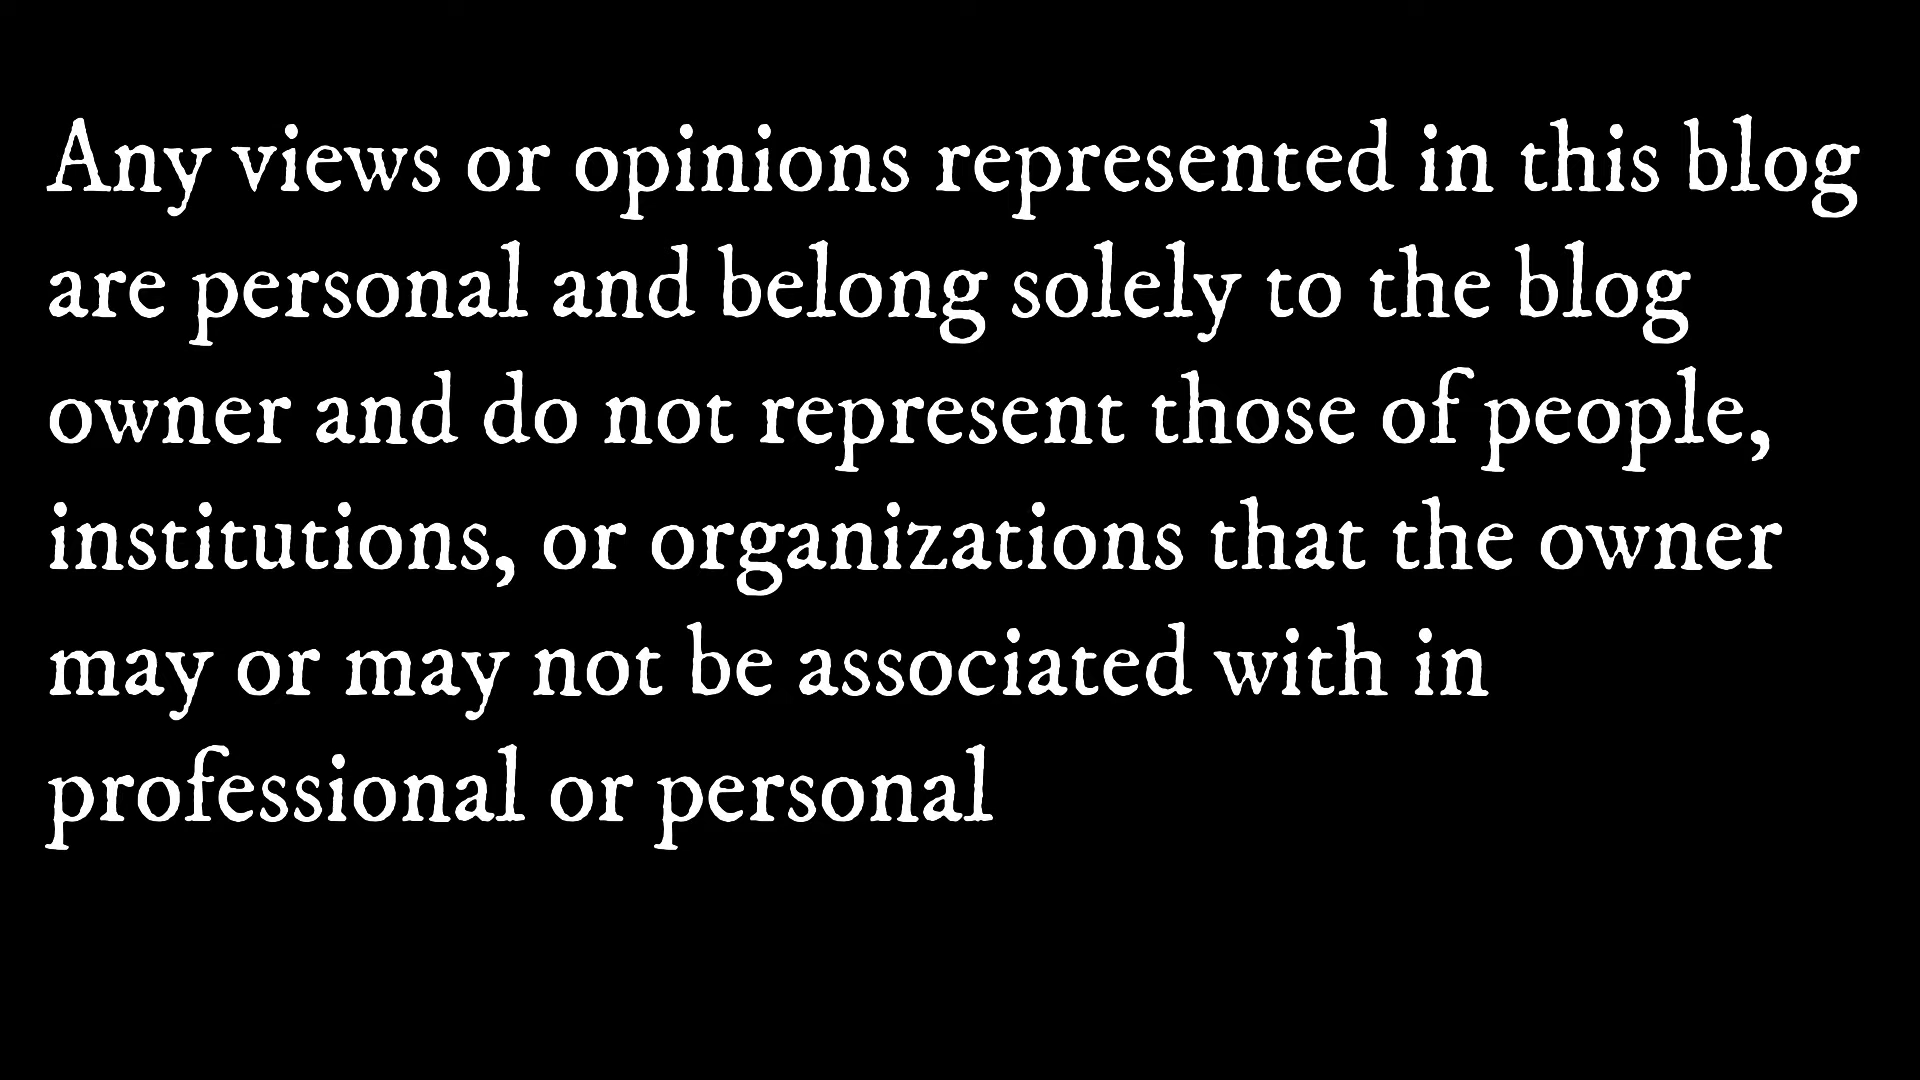 Any views or opinions represented in this blog
are personal and belong solely to the blog
owner and do not represent those of people,
institutions, or organizations that the owner
may or may not be associated with in
professional or personal